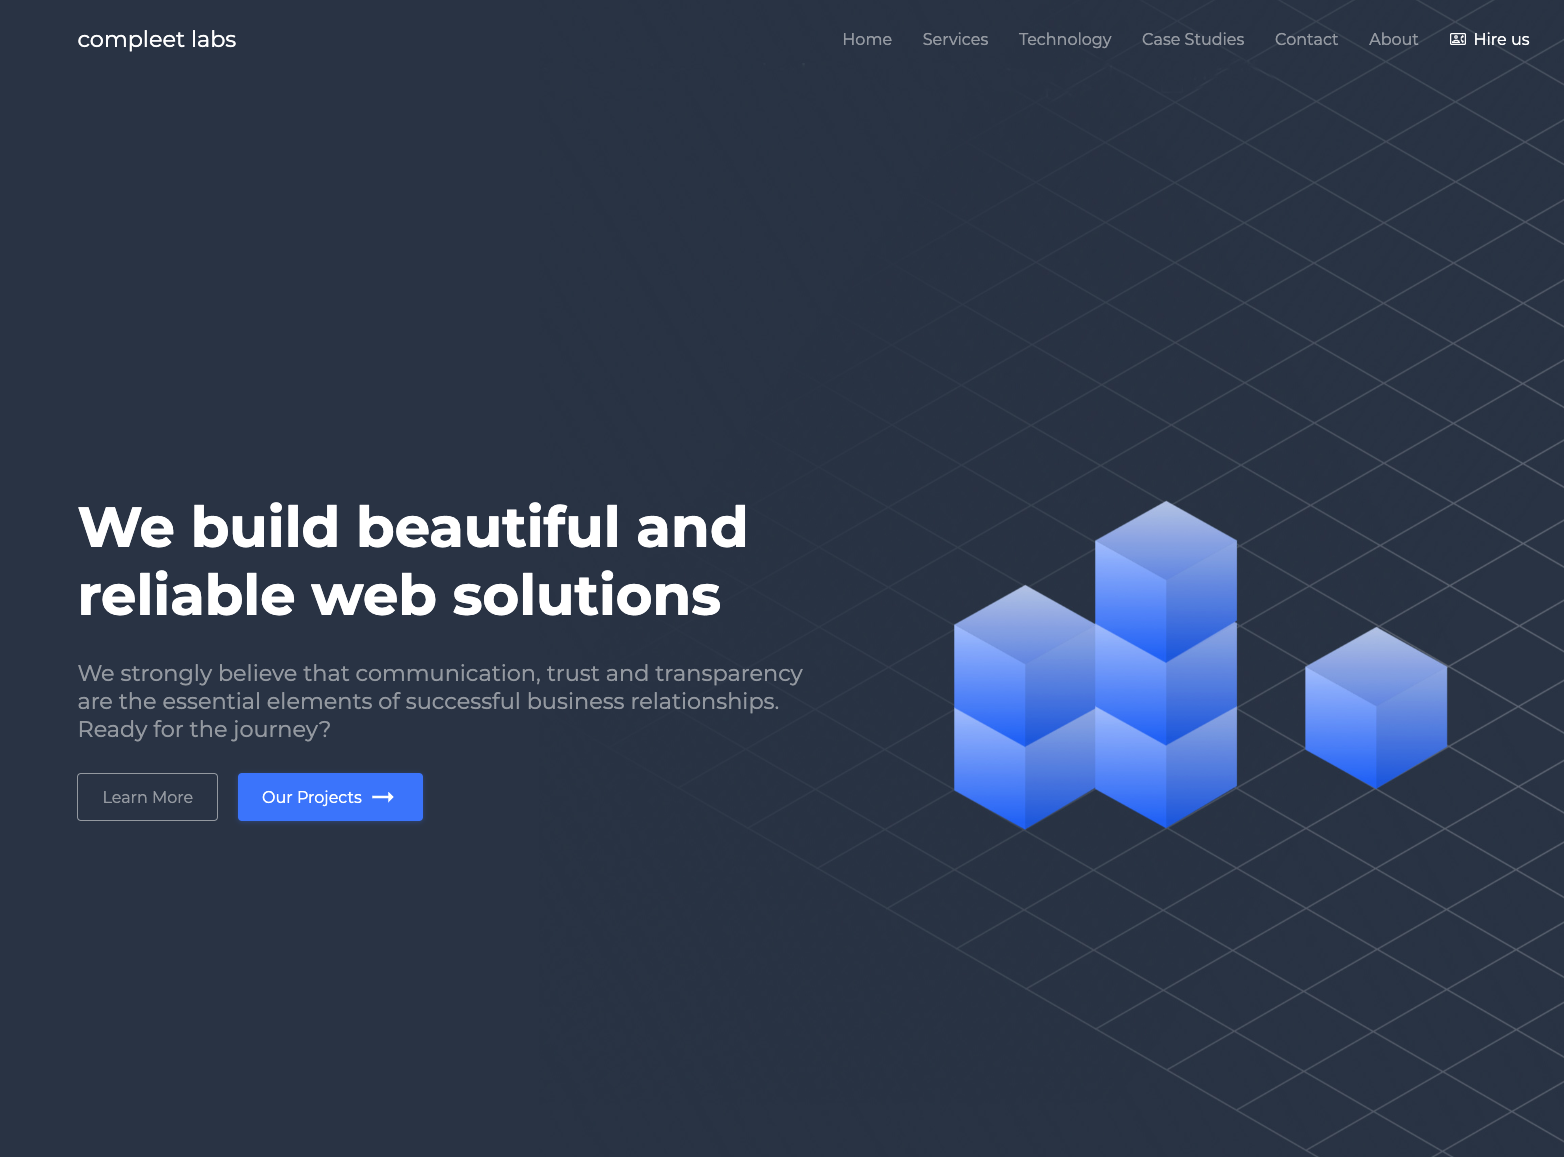 compleet labs
Home Services Technology Case Studies Contact About Hire us
We build beautiful and
reliable web solutions
We strongly believe that communication, trust and transparency
are the essential elements of successful business relationships.
Ready for the journey?
Learn More Our Projects